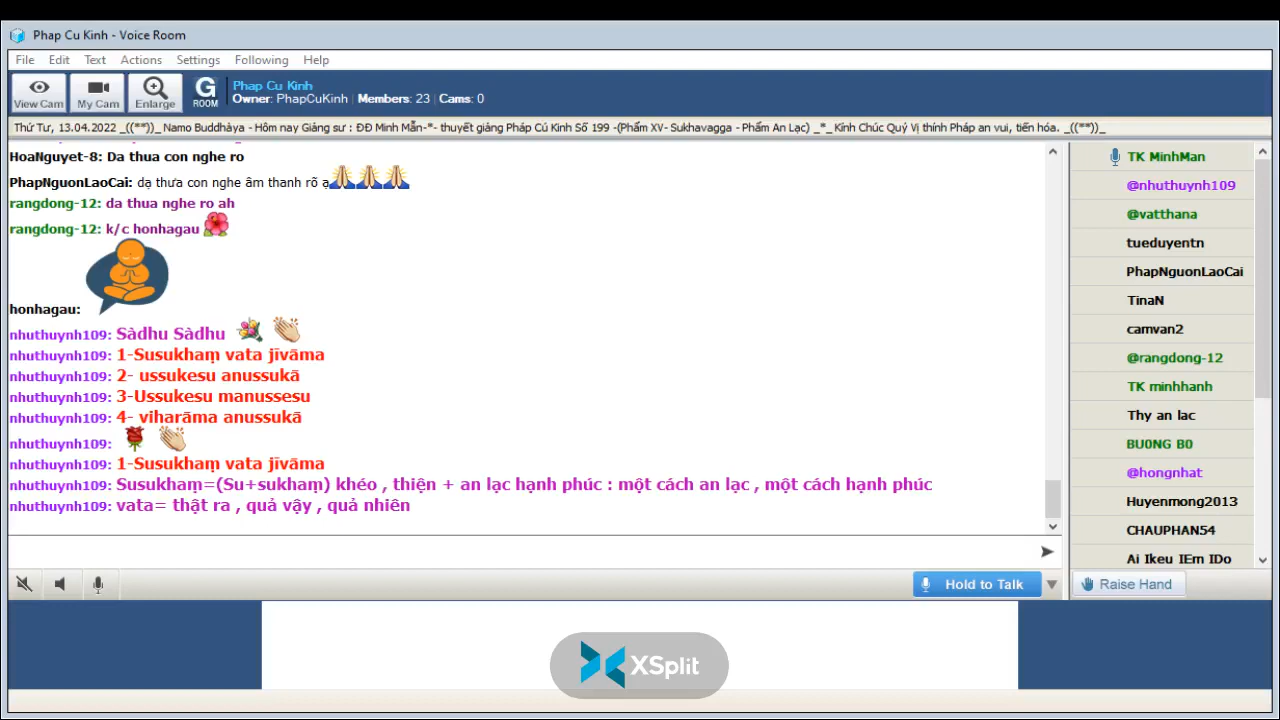 Phap Cu Kinh - Voice Room
File Edit Text Actions Settings Following Help
View Cam My Cam Enlarge G ROOM
Phap Cu Kinh
Owner: PhapCuKinh Members: 23 Cams: 0
Thứ Tư, 13.04.2022 _((**))_ Namo Buddhàya - Hôm nay Giảng sư : ĐĐ Minh Mẫn-*- thuyết giảng Pháp Cú Kinh Số 199 -(Phẩm XV- Sukhavagga - Phẩm An Lạc) _*_ Kính Chúc Quý Vị thính Pháp an vui, tiến hóa. _((**))_
HoaNguyet-8: Da thua con nghe ro
PhapNguonLaoCai: dạ thưa con nghe âm thanh rõ ạ
rangdong-12: da thua nghe ro ah
rangdong-12: k/c honhagau
honhagau:
nhuthuynh109: Sàdhu Sàdhu
nhuthuynh109: 1-Susukhaṃ vata jīvāma
nhuthuynh109: 2- ussukesu anussukā
nhuthuynh109: 3-Ussukesu manussesu
nhuthuynh109: 4- viharāma anussukā
nhuthuynh109:
nhuthuynh109: 1-Susukhaṃ vata jīvāma
nhuthuynh109: Susukhaṃ=(Su+sukhaṃ) khéo , thiện + an lạc hạnh phúc : một cách an lạc , một cách hạnh phúc
nhuthuynh109: vata= thật ra , quả vậy , quả nhiên
TK MinhMan
@nhuthuynh109
@vatthana
tueduyentn
PhapNguonLaoCai
TinaN
camvan2
@rangdong-12
TK minhhanh
Thy an lac
BU0NG B0
@hongnhat
Huyenmong2013
CHAUPHAN54
Ai Ikeu IEm IDo
Hold to Talk
Raise Hand
XSplit